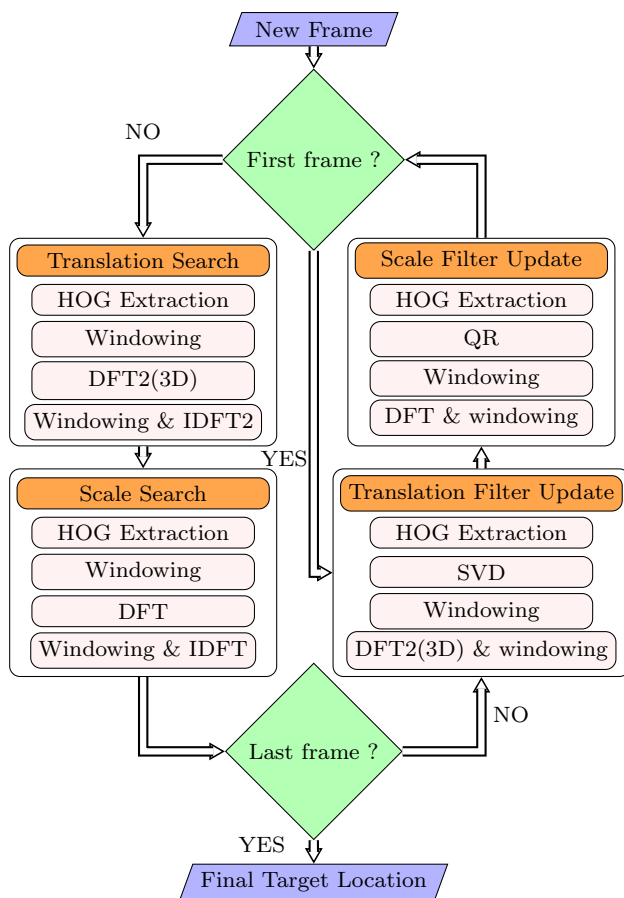 New Frame
First frame ?
NO
Translation Search
HOG Extraction
Windowing
DFT2(3D)
Windowing & IDFT2
Scale Search
HOG Extraction
Windowing
DFT
Windowing & IDFT
YES
Scale Filter Update
HOG Extraction
QR
Windowing
DFT & windowing
Translation Filter Update
HOG Extraction
SVD
Windowing
DFT2(3D) & windowing
Last frame ?
NO
YES
Final Target Location